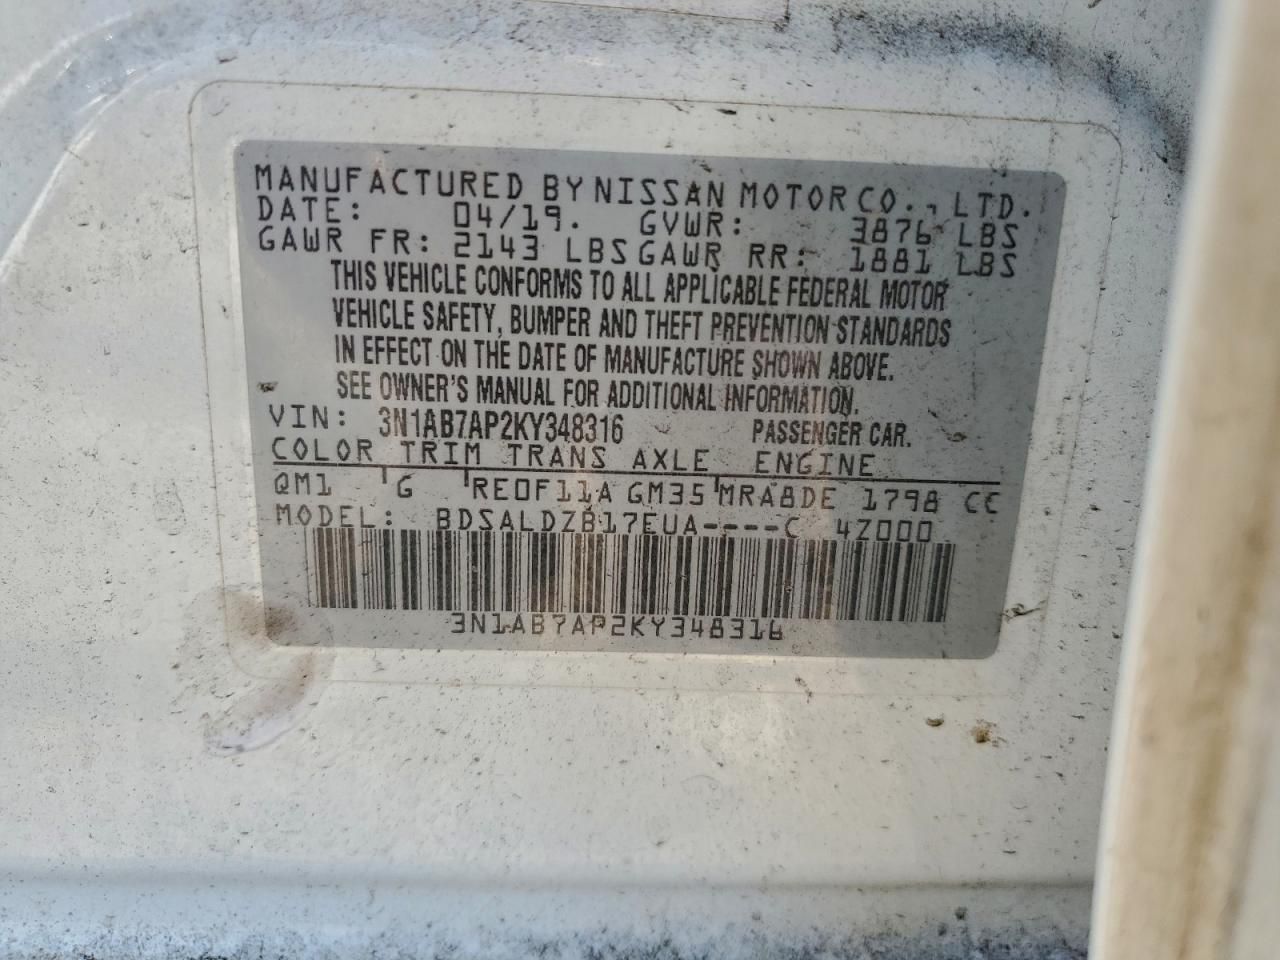 MANUFACTURED BY NISSAN MOTOR CO., LTD.
DATE: 04/19. GVWR: 3876 LBS
GAWR FR: 2143 LBS GAWR RR: 1881 LBS
THIS VEHICLE CONFORMS TO ALL APPLICABLE FEDERAL MOTOR
VEHICLE SAFETY, BUMPER AND THEFT PREVENTION STANDARDS
IN EFFECT ON THE DATE OF MANUFACTURE SHOWN ABOVE.
SEE OWNER'S MANUAL FOR ADDITIONAL INFORMATION.
VIN: 3N1AB7AP2KY348316 PASSENGER CAR.
COLOR TRIM TRANS AXLE ENGINE
QM1 G RE0F11A GM35 MRA8DE 1798 CC
MODEL: BDSALDZB17EUA----C 4Z000
3N1AB7AP2KY348316